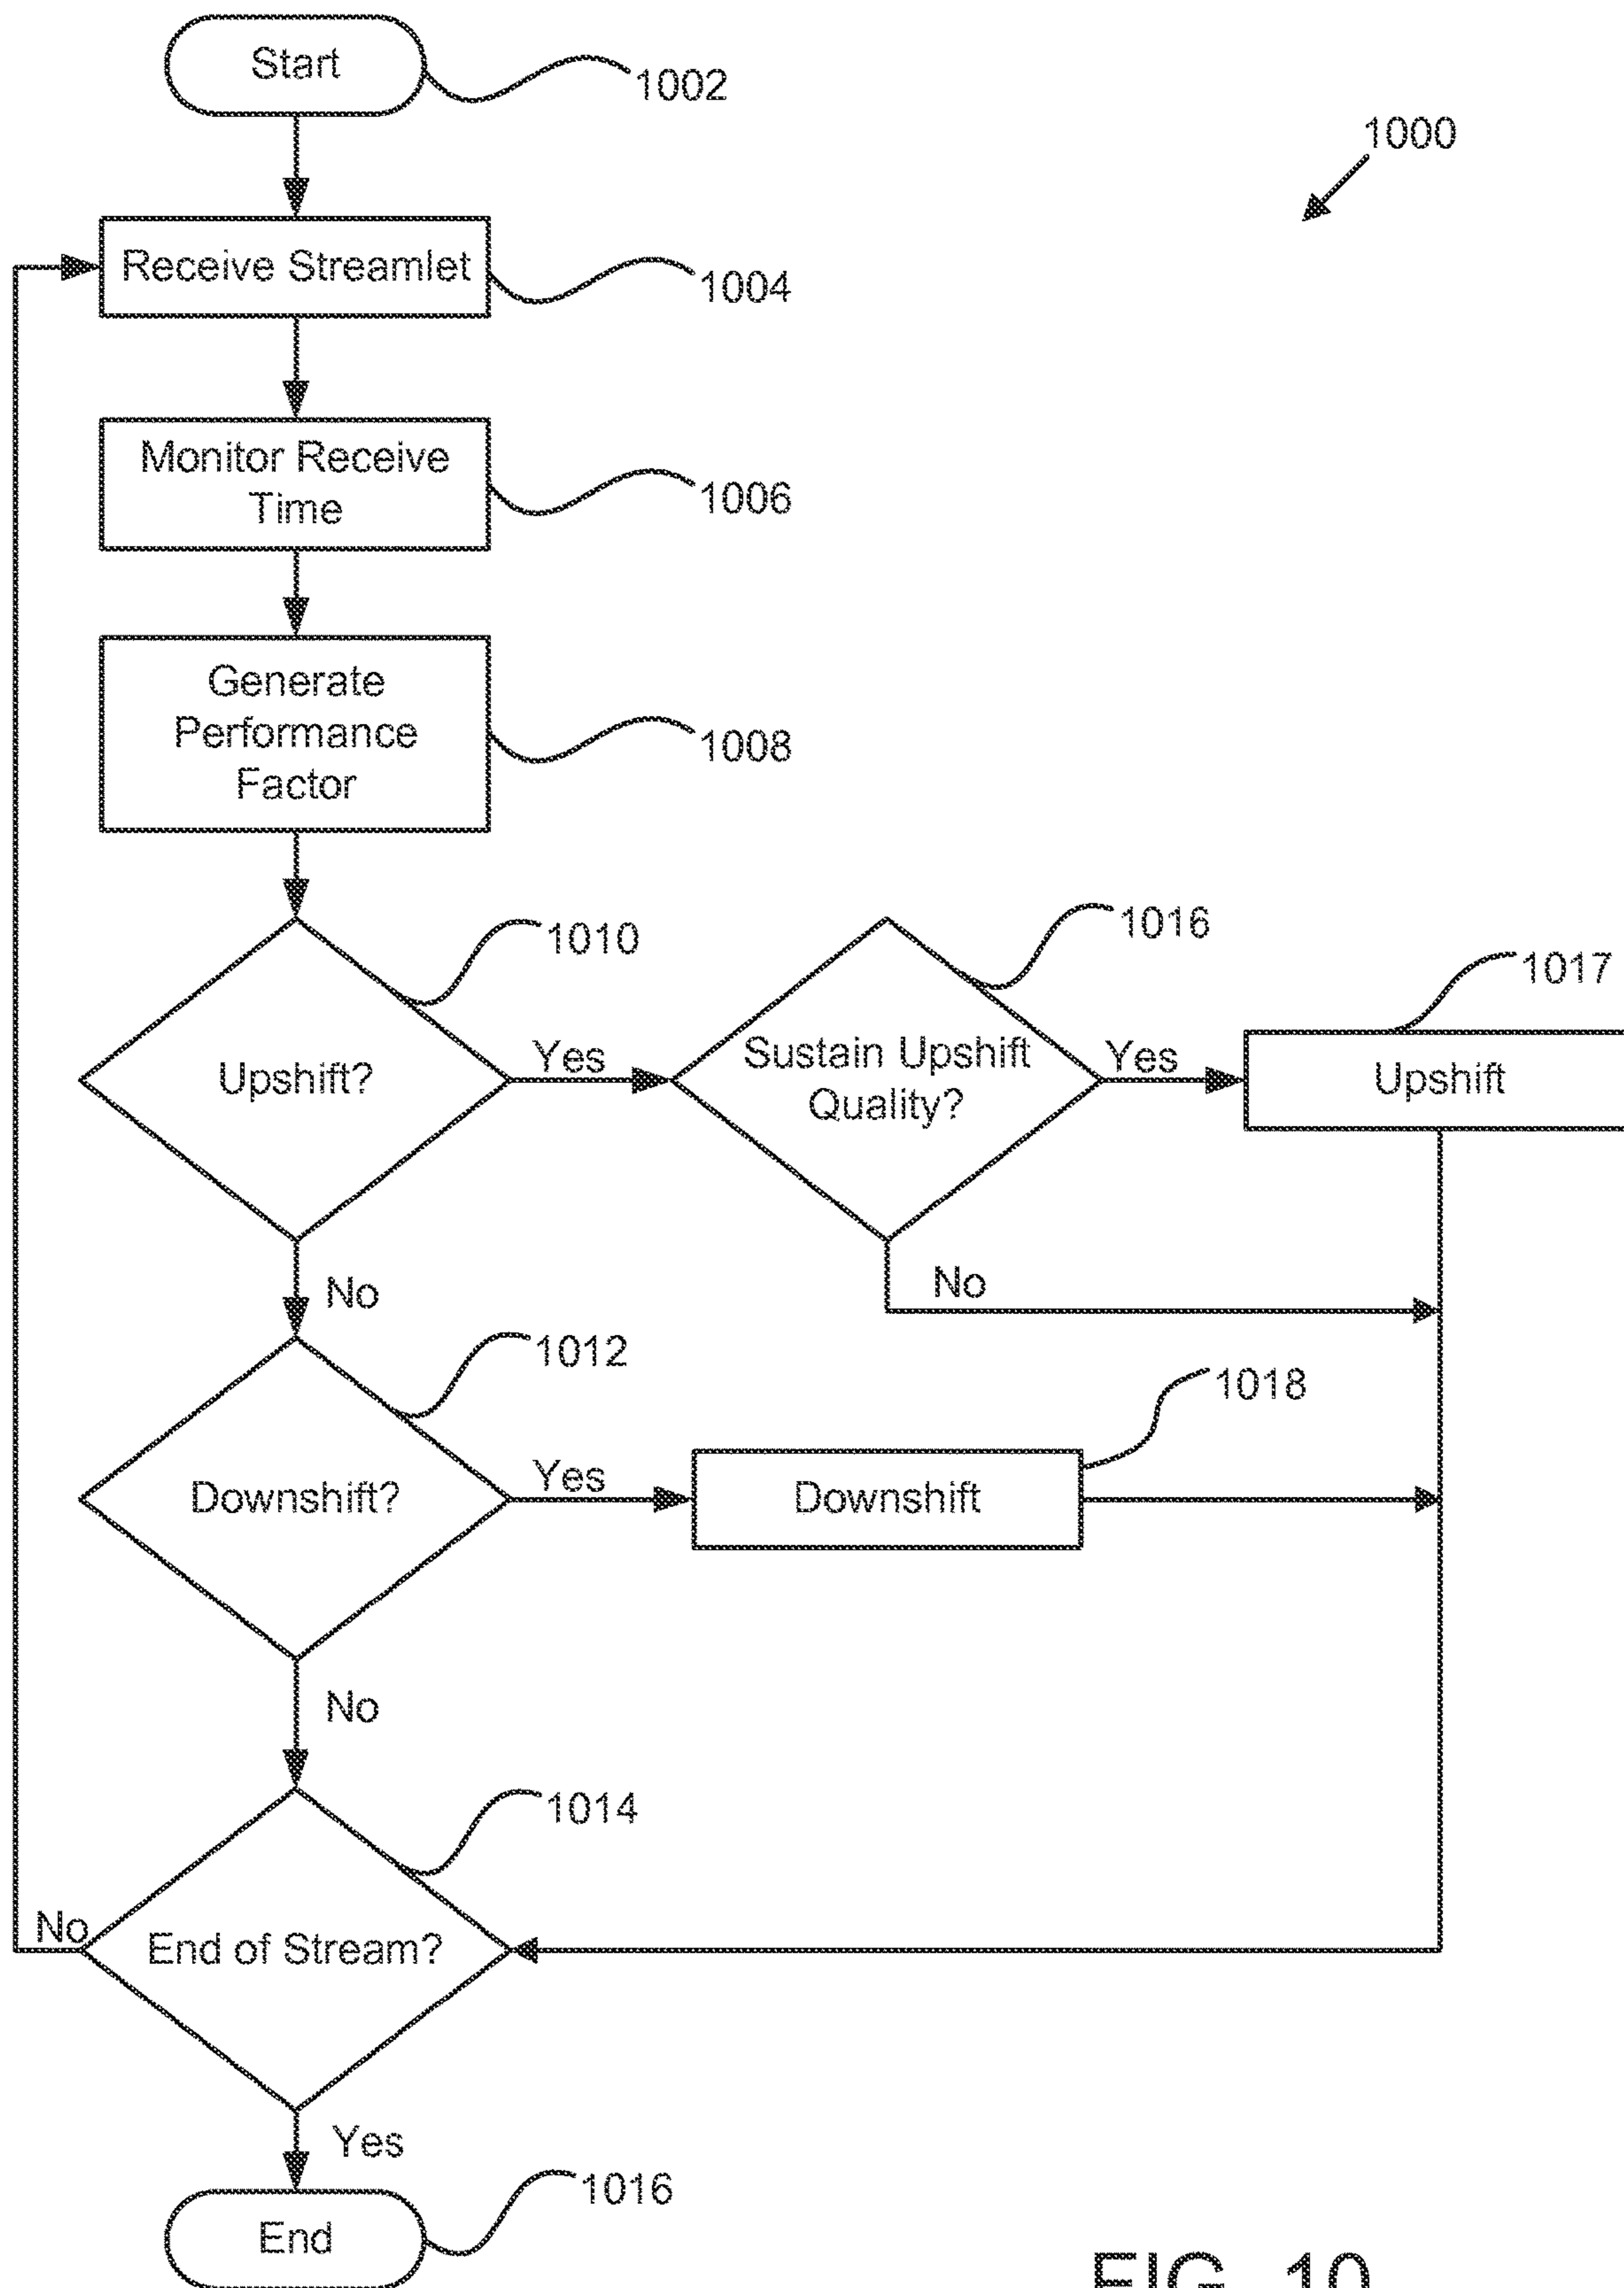 Start
1002
1000
Receive Streamlet
1004
Monitor Receive
Time
1006
Generate
Performance
Factor
1008
1010
1016
1017
Upshift?
Yes
Sustain Upshift
Quality?
Yes
Upshift
No
No
1012
1018
Downshift?
Yes
Downshift
No
1014
No
End of Stream?
Yes
1016
End
FIG. 10